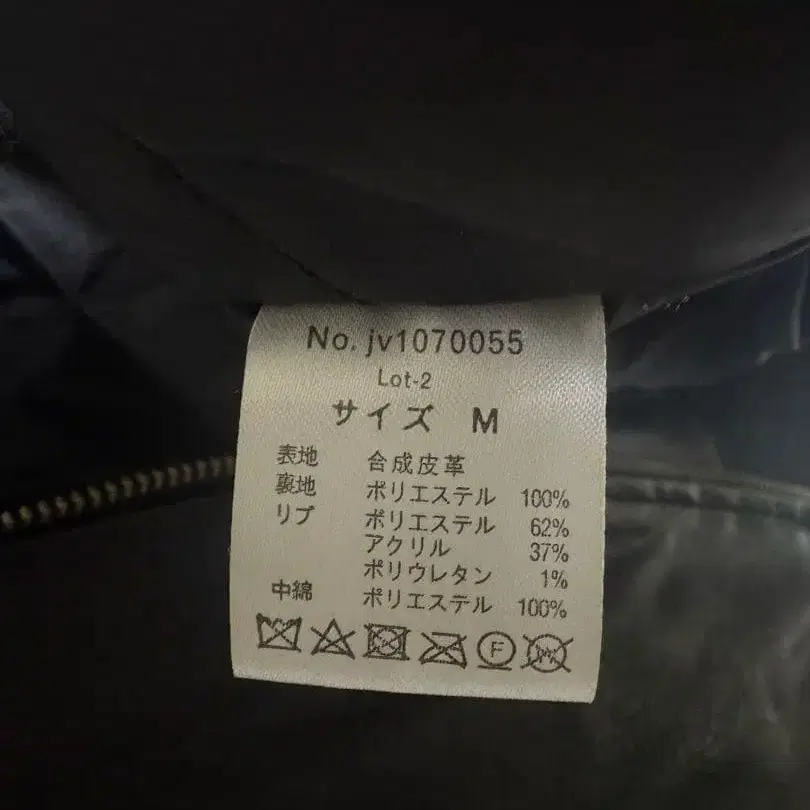 No. jv1070055
Lot-2
サイズ M
表地 合成皮革
裏地 ポリエステル 100%
リブ ポリエステル 62%
アクリル 37%
ポリウレタン 1%
中綿 ポリエステル 100%
F